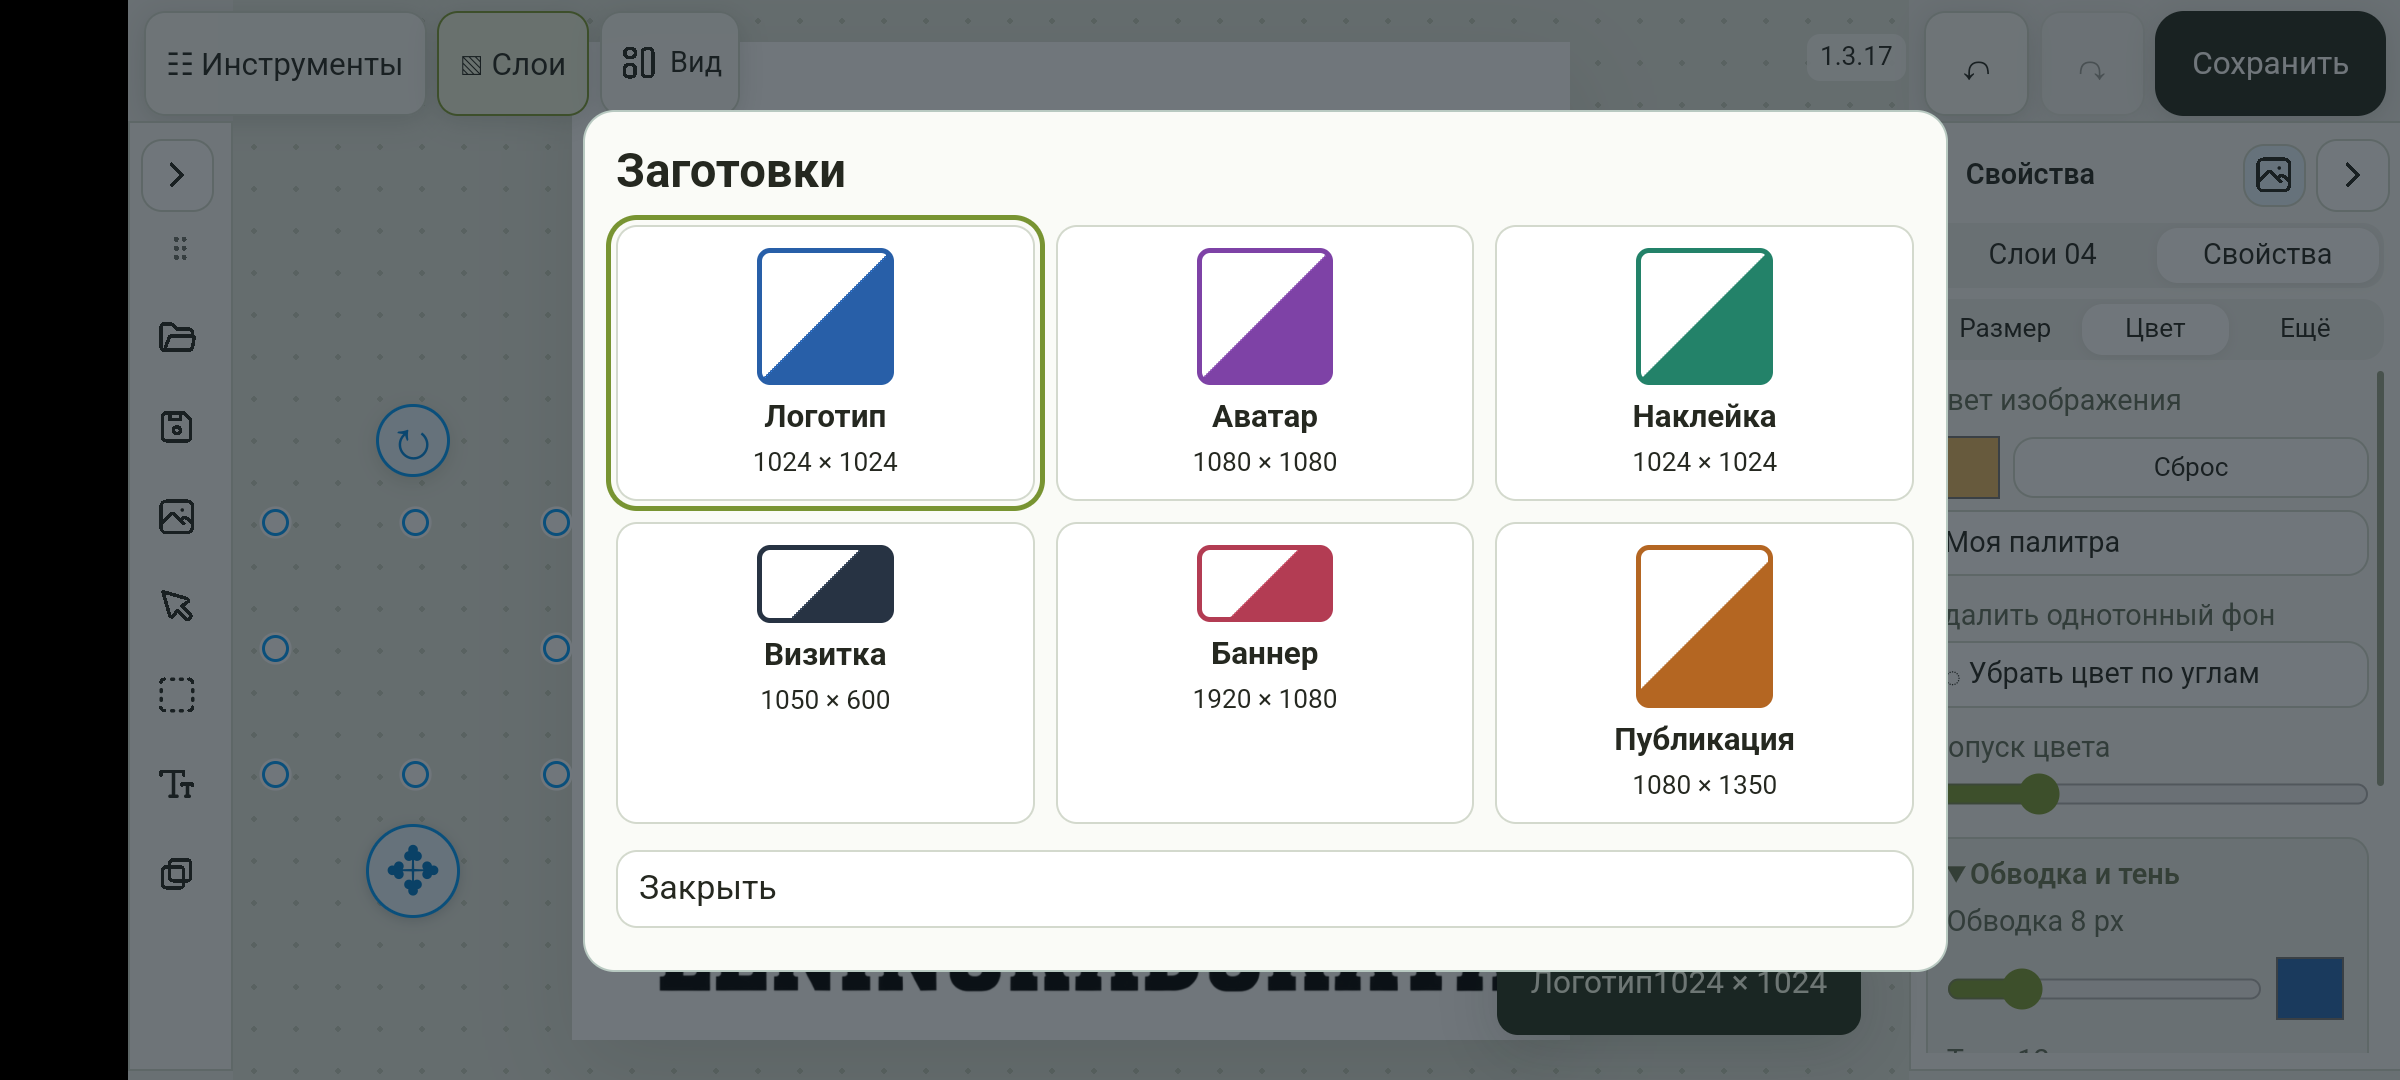 Инструменты
Слои
Вид
1.3.17
Сохранить
Заготовки
Логотип
1024 × 1024
Аватар
1080 × 1080
Наклейка
1024 × 1024
Визитка
1050 × 600
Баннер
1920 × 1080
Публикация
1080 × 1350
Закрыть
Логотип1024 × 1024
Свойства
Слои 04
Свойства
Размер
Цвет
Ещё
вет изображения
Сброс
Моя палитра
далить однотонный фон
Убрать цвет по углам
опуск цвета
Обводка и тень
Обводка 8 px